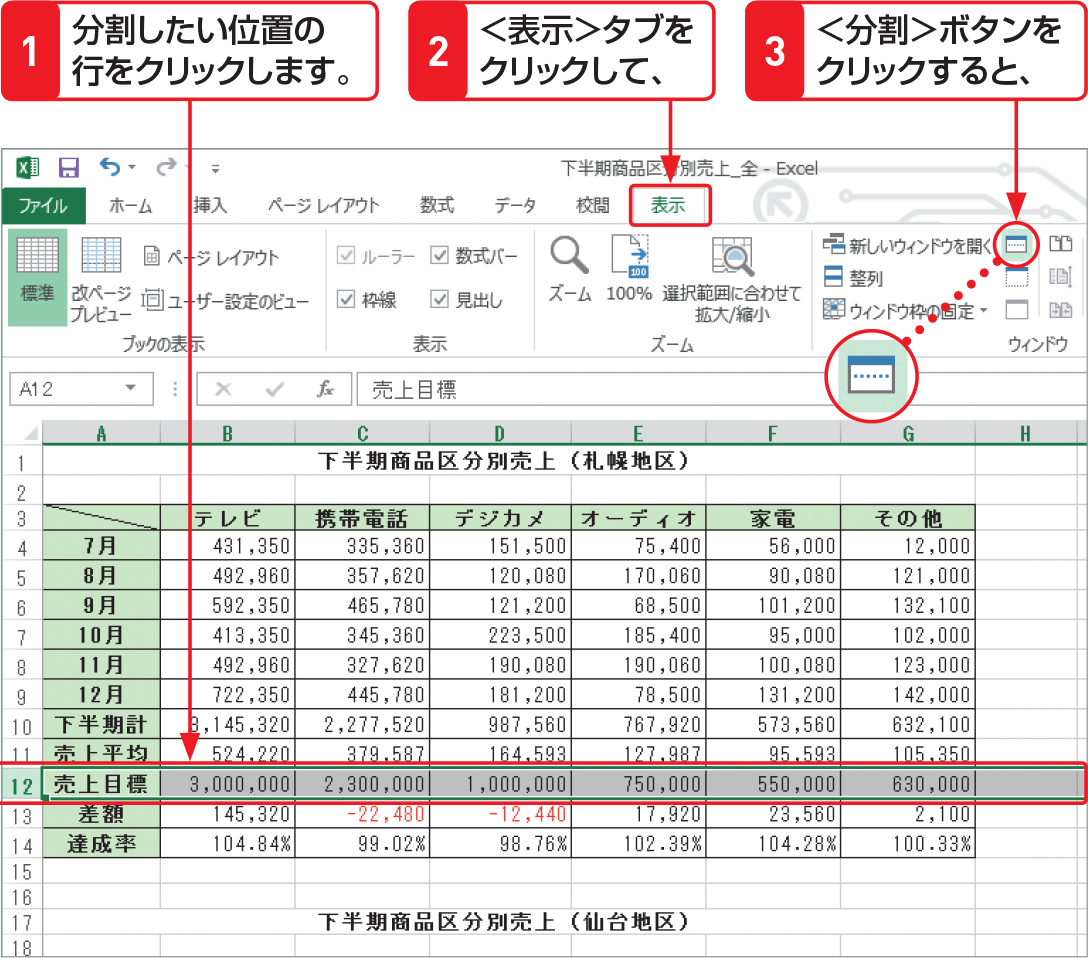 1 分割したい位置の
行をクリックします。
2 <表示>タブを
クリックして、
3 <分割>ボタンを
クリックすると、
下半期商品区分別売上_全 - Excel
ファイル ホーム 挿入 ページ レイアウト 数式 データ 校閲 表示
標準
改ページ
プレビュー
ページ レイアウト
ユーザー設定のビュー
ブックの表示
ルーラー 数式バー
枠線 見出し
表示
ズーム
100
100%
選択範囲に合わせて
拡大/縮小
ズーム
新しいウィンドウを開く
整列
ウィンドウ枠の固定
ウィンドウ
A12 fx 売上目標
A B C D E F G H
1 下半期商品区分別売上(札幌地区)
2
3 テレビ 携帯電話 デジカメ オーディオ 家電 その他
4 7月 431,350 335,360 151,500 75,400 56,000 12,000
5 8月 492,960 357,620 120,080 170,060 90,080 121,000
6 9月 592,350 465,780 121,200 68,500 101,200 132,100
7 10月 413,350 345,360 223,500 185,400 95,000 102,000
8 11月 492,960 327,620 190,080 190,060 100,080 123,000
9 12月 722,350 445,780 181,200 78,500 131,200 142,000
10 下半期計 3,145,320 2,277,520 987,560 767,920 573,560 632,100
11 売上平均 524,220 379,587 164,593 127,987 95,593 105,350
12 売上目標 3,000,000 2,300,000 1,000,000 750,000 550,000 630,000
13 差額 145,320 -22,480 -12,440 17,920 23,560 2,100
14 達成率 104.84% 99.02% 98.76% 102.39% 104.28% 100.33%
15
16
17 下半期商品区分別売上(仙台地区)
18